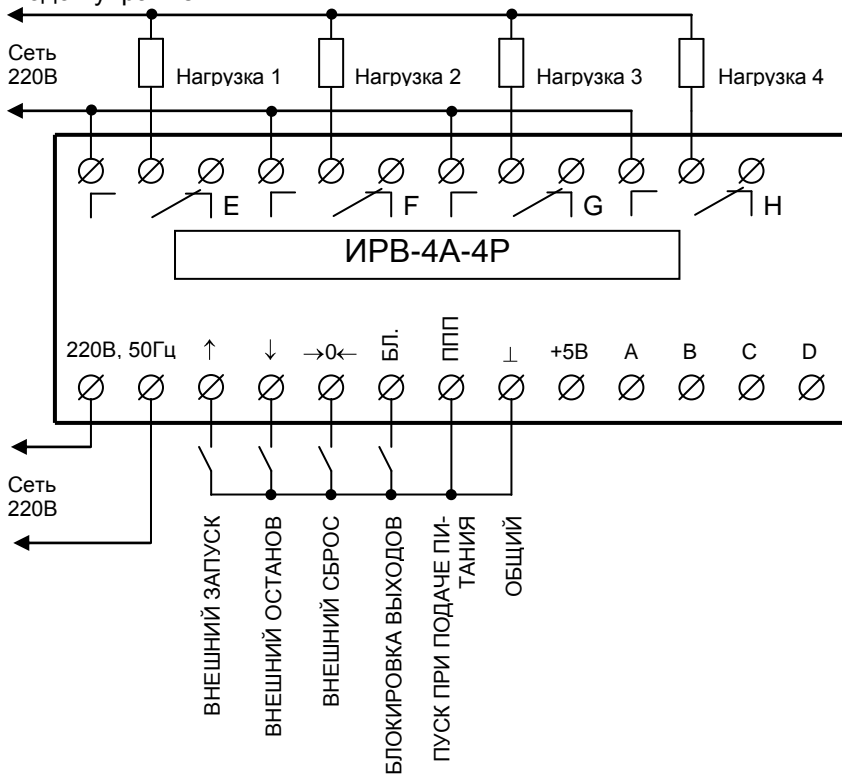 Сеть
220В
Нагрузка 1
Нагрузка 2
Нагрузка 3
Нагрузка 4
E
F
G
H
ИРВ-4А-4Р
220В, 50Гц
↑
↓
→0←
БЛ.
ППП
⊥
+5В
A
B
C
D
Сеть
220В
ВНЕШНИЙ ЗАПУСК
ВНЕШНИЙ ОСТАНОВ
ВНЕШНИЙ СБРОС
БЛОКИРОВКА ВЫХОДОВ
ПУСК ПРИ ПОДАЧЕ ПИ-
ТАНИЯ
ОБЩИЙ